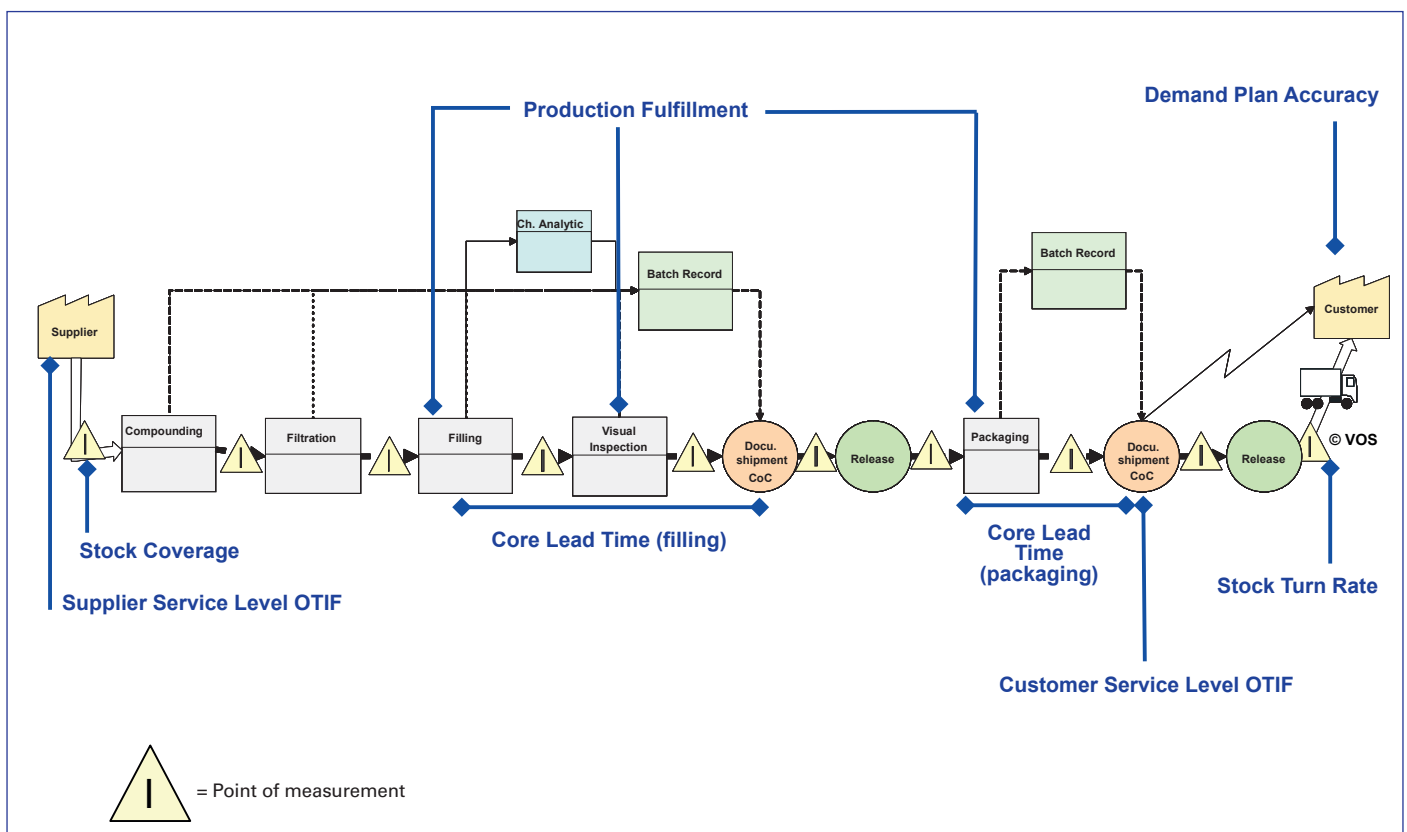 Production Fulfillment
Demand Plan Accuracy
Ch. Analytic
Batch Record
Batch Record
Supplier
Customer
Compounding
Filtration
Filling
Visual
Inspection
Docu.
shipment
CoC
Release
Packaging
Docu.
shipment
CoC
Release
© VOS
I
I
I
I
I
I
I
I
I
I
Stock Coverage
Core Lead Time (filling)
Core Lead
Time
(packaging)
Stock Turn Rate
Supplier Service Level OTIF
Customer Service Level OTIF
I
= Point of measurement